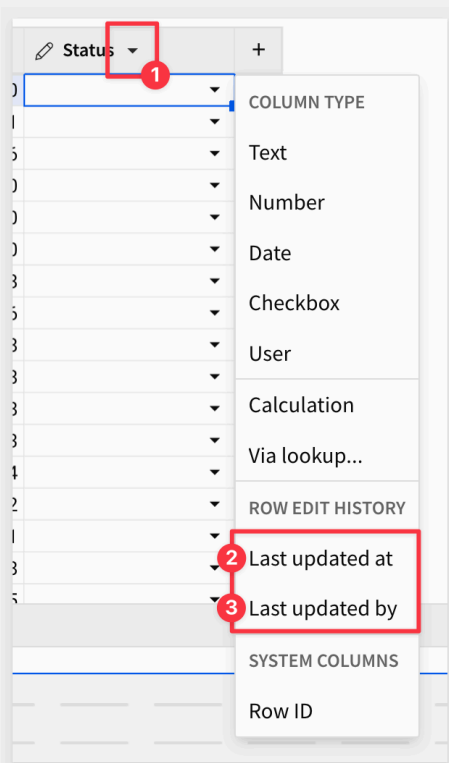 Status
+
1
COLUMN TYPE
Text
Number
Date
Checkbox
User
Calculation
Via lookup...
ROW EDIT HISTORY
2 Last updated at
3 Last updated by
SYSTEM COLUMNS
Row ID